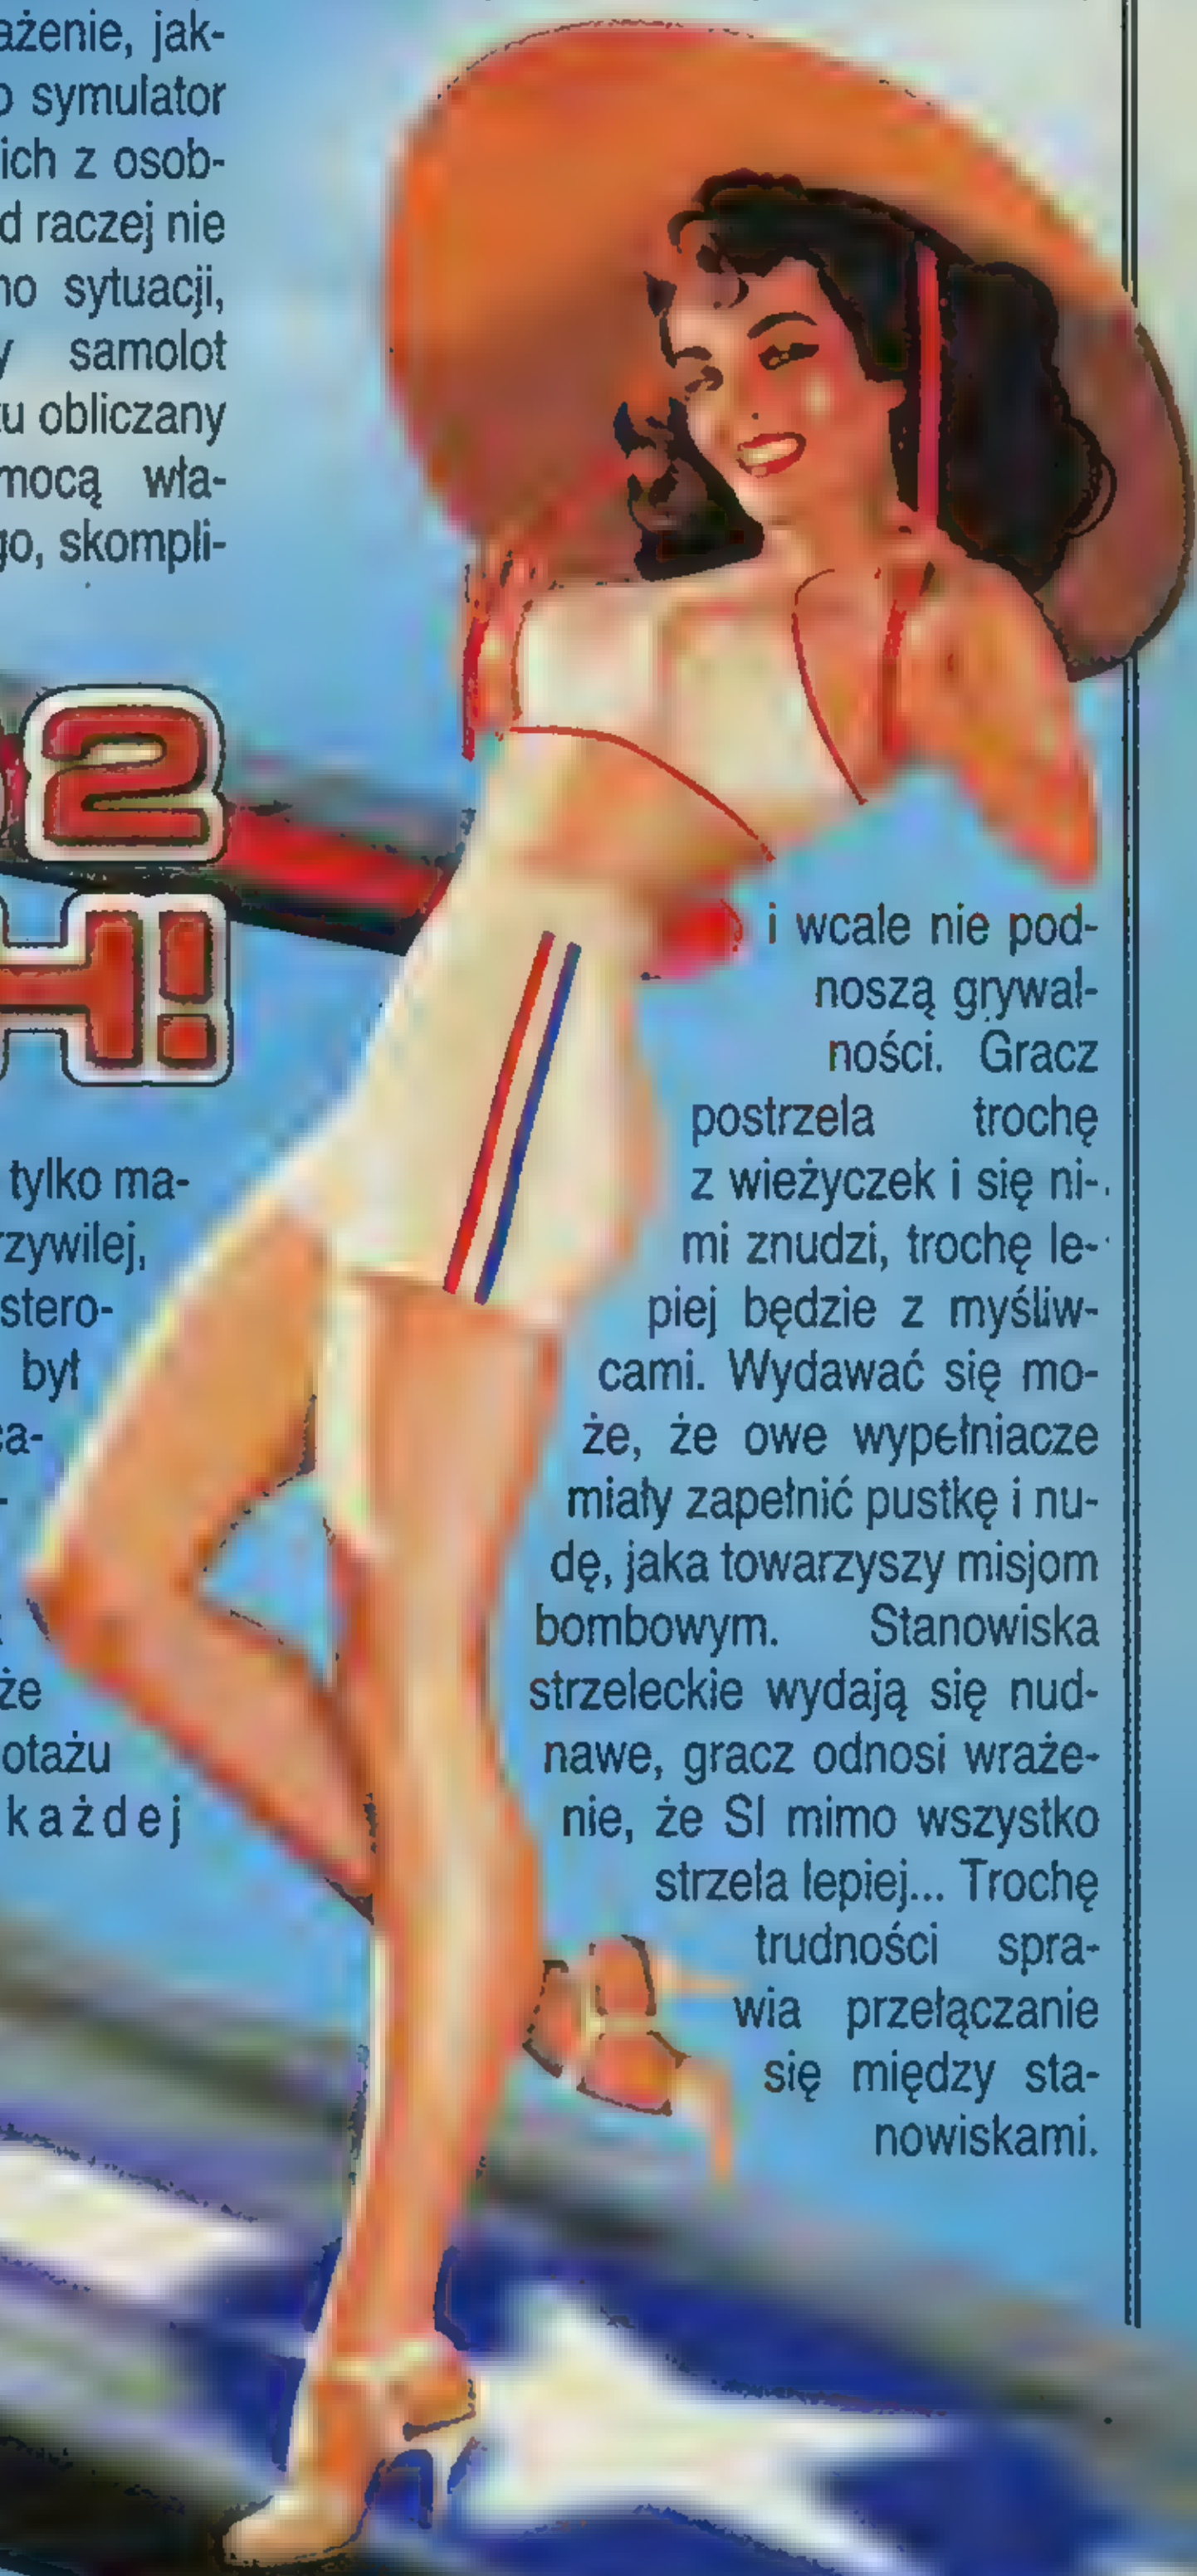 ażenie, jak-
symulator
ich z osob-
d raczej nie
sytuacji,
samolot
obliczany
mocą wła-
go, skompli-
2
H!
tylko ma-
rzywilej,
stero-
był
ca-
że
otażu
każdej
i wcale nie pod-
noszą grywal-
ności. Gracz
postrzela trochę
z wieżyczek i się ni-
mi znudzi, trochę le-
piej będzie z myśliw-
cami. Wydawać się mo-
że, że owe wypełniacze
miały zapełnić pustkę i nu-
dę, jaka towarzyszy misjom
bombowym. Stanowiska
strzeleckie wydają się nud-
nawe, gracz odnosi wraże-
nie, że SI mimo wszystko
strzela lepiej... Trochę
trudności spra-
wia przełączanie
się między sta-
nowiskami.